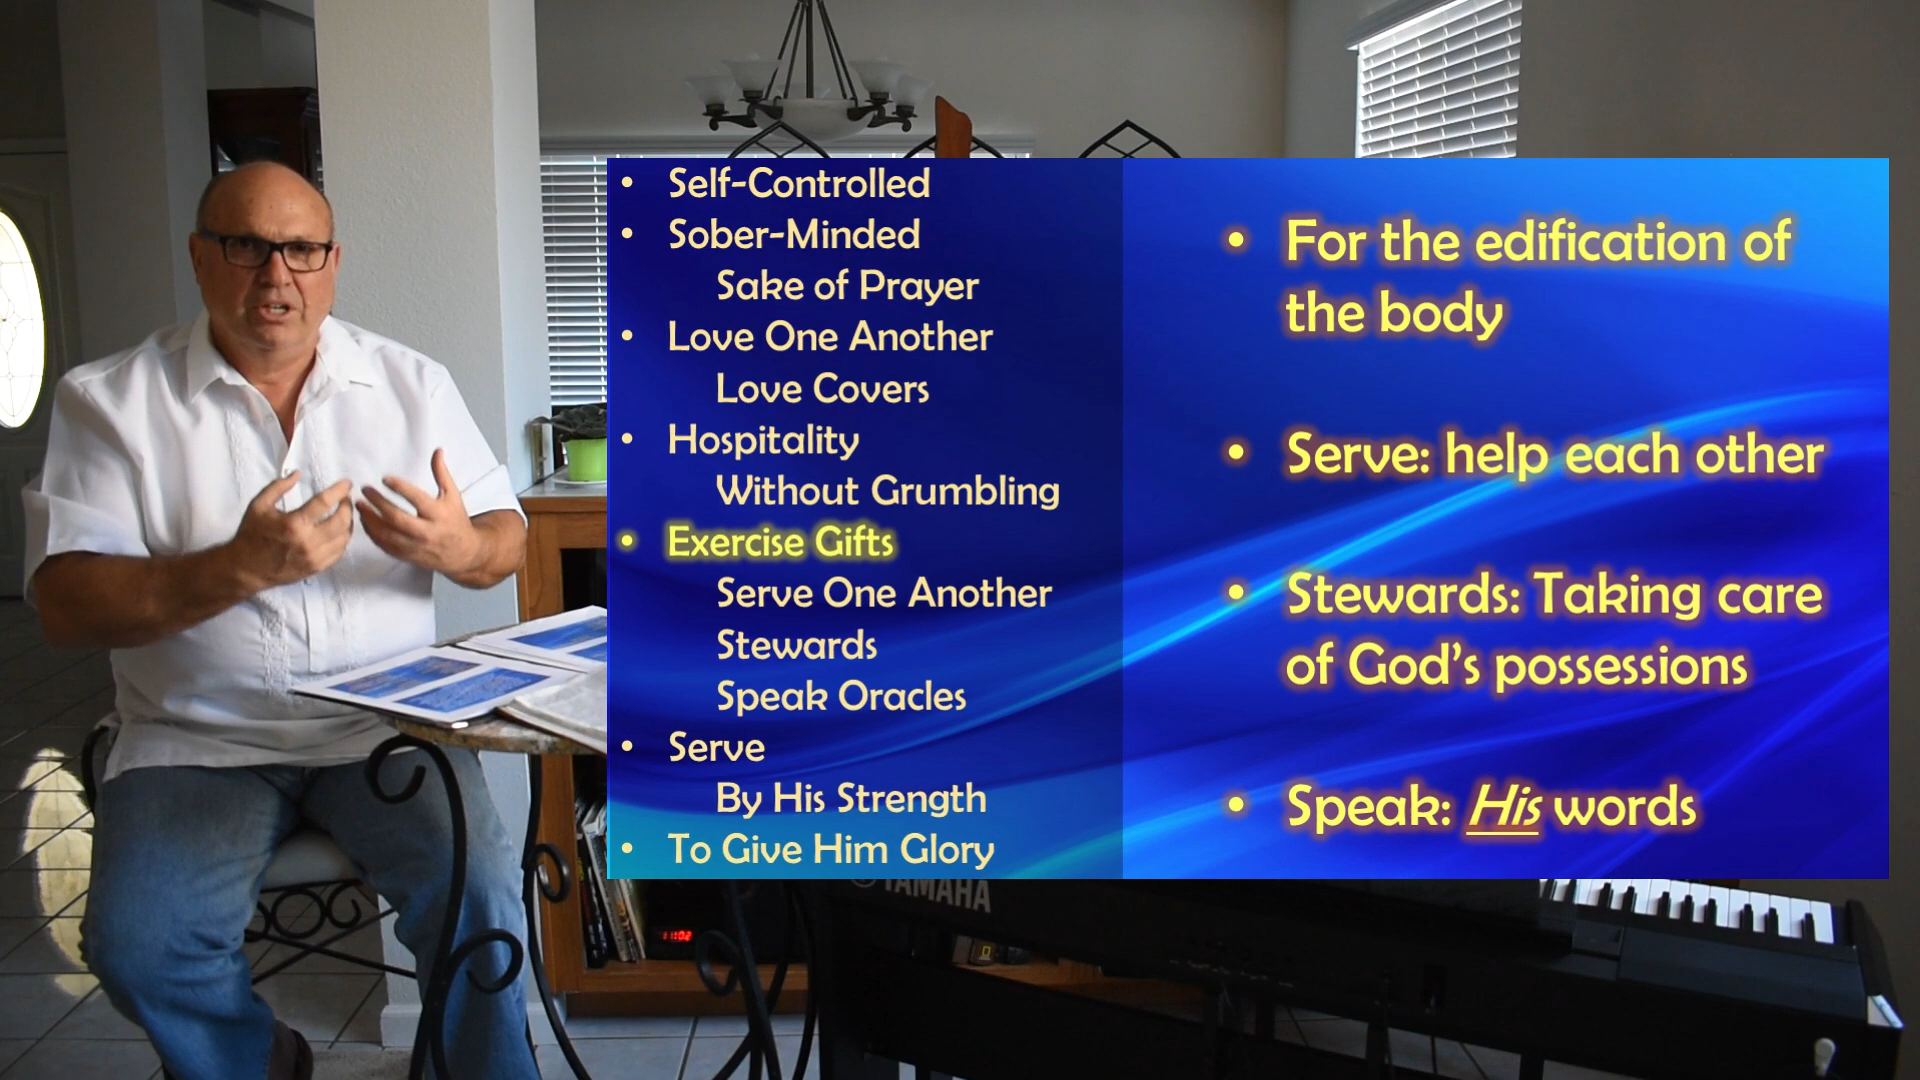 • Self-Controlled
• Sober-Minded
Sake of Prayer
• Love One Another
Love Covers
• Hospitality
Without Grumbling
• Exercise Gifts
Serve One Another
Stewards
Speak Oracles
• Serve
By His Strength
• To Give Him Glory
• For the edification of
the body
• Serve: help each other
• Stewards: Taking care
of God’s possessions
• Speak: His words
YAMAHA
11:02